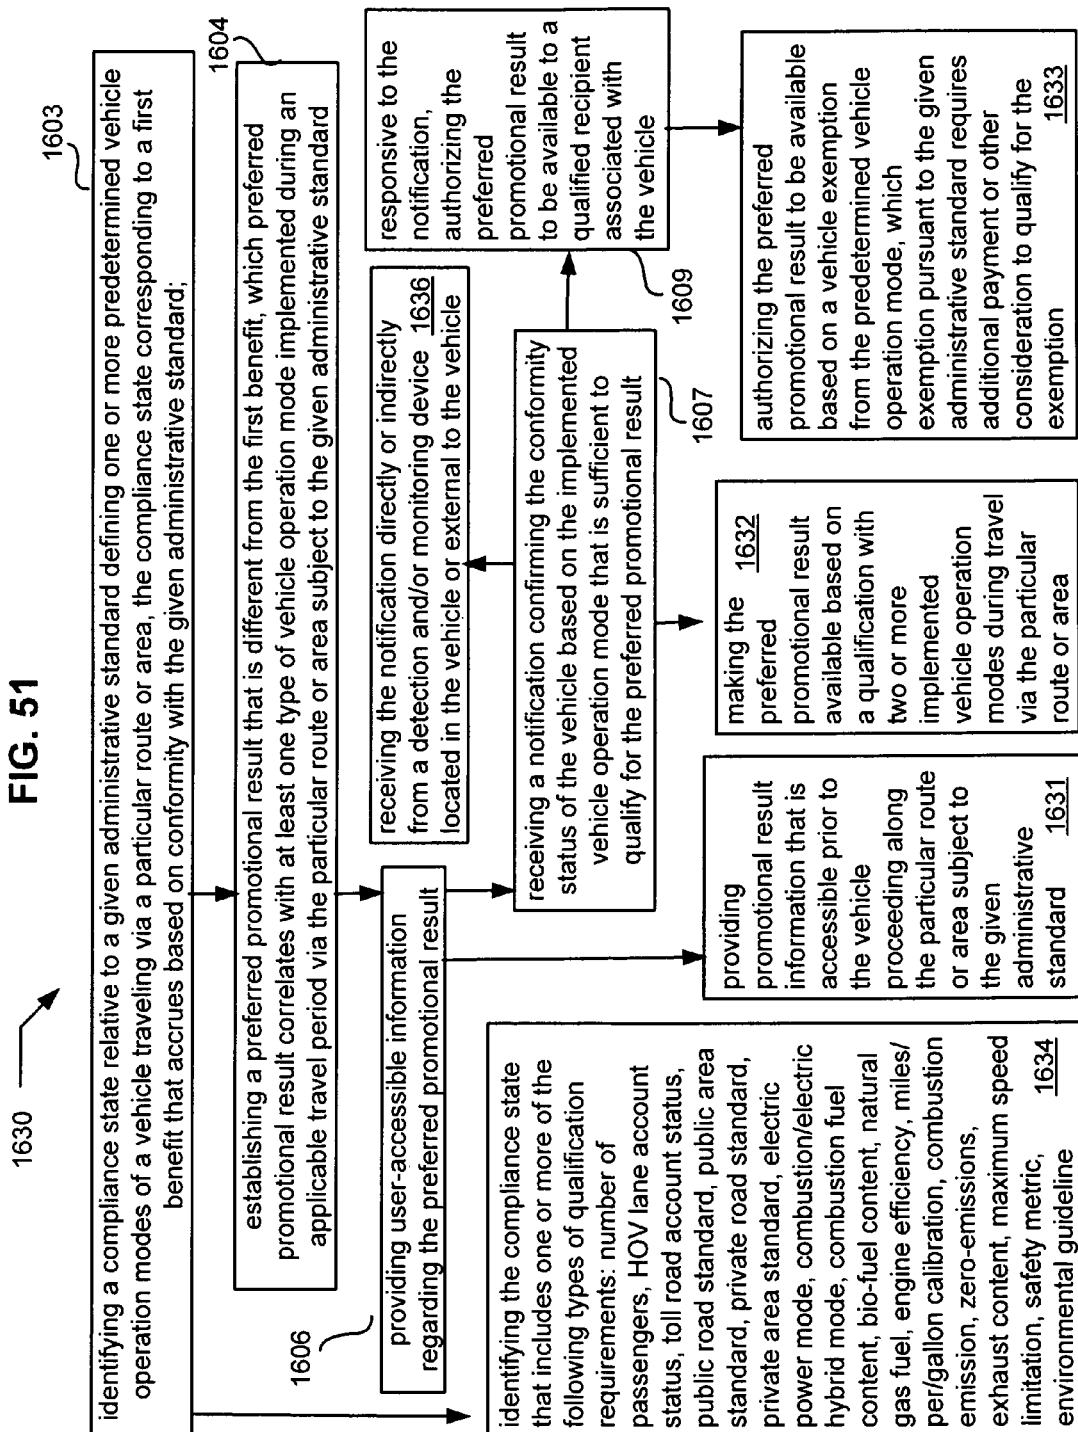 FIG. 51
1630
1603
identifying a compliance state relative to a given administrative standard defining one or more predetermined vehicle
operation modes of a vehicle traveling via a particular route or area, the compliance state corresponding to a first
benefit that accrues based on conformity with the given administrative standard;
1604
establishing a preferred promotional result that is different from the first benefit, which preferred
promotional result correlates with at least one type of vehicle operation mode implemented during an
applicable travel period via the particular route or area subject to the given administrative standard
1606
providing user-accessible information
regarding the preferred promotional result
receiving the notification directly or indirectly
from a detection and/or monitoring device 1636
located in the vehicle or external to the vehicle
responsive to the
notification,
authorizing the
preferred
promotional result
to be available to a
qualified recipient
associated with
the vehicle
1609
receiving a notification confirming the conformity
status of the vehicle based on the implemented
vehicle operation mode that is sufficient to
qualify for the preferred promotional result
1607
identifying the compliance state
that includes one or more of the
following types of qualification
requirements: number of
passengers, HOV lane account
status, toll road account status,
public road standard, public area
standard, private road standard,
private area standard, electric
power mode, combustion/electric
hybrid mode, combustion fuel
content, bio-fuel content, natural
gas fuel, engine efficiency, miles/
per/gallon calibration, combustion
emission, zero-emissions,
exhaust content, maximum speed
limitation, safety metric, 1634
environmental guideline
providing
promotional result
information that is
accessible prior to
the vehicle
proceeding along
the particular route
or area subject to
the given
administrative
standard 1631
making the
preferred 1632
promotional result
available based on
a qualification with
two or more
implemented
vehicle operation
modes during travel
via the particular
route or area
authorizing the preferred
promotional result to be available
based on a vehicle exemption
from the predetermined vehicle
operation mode, which
exemption pursuant to the given
administrative standard requires
additional payment or other
consideration to qualify for the
exemption 1633